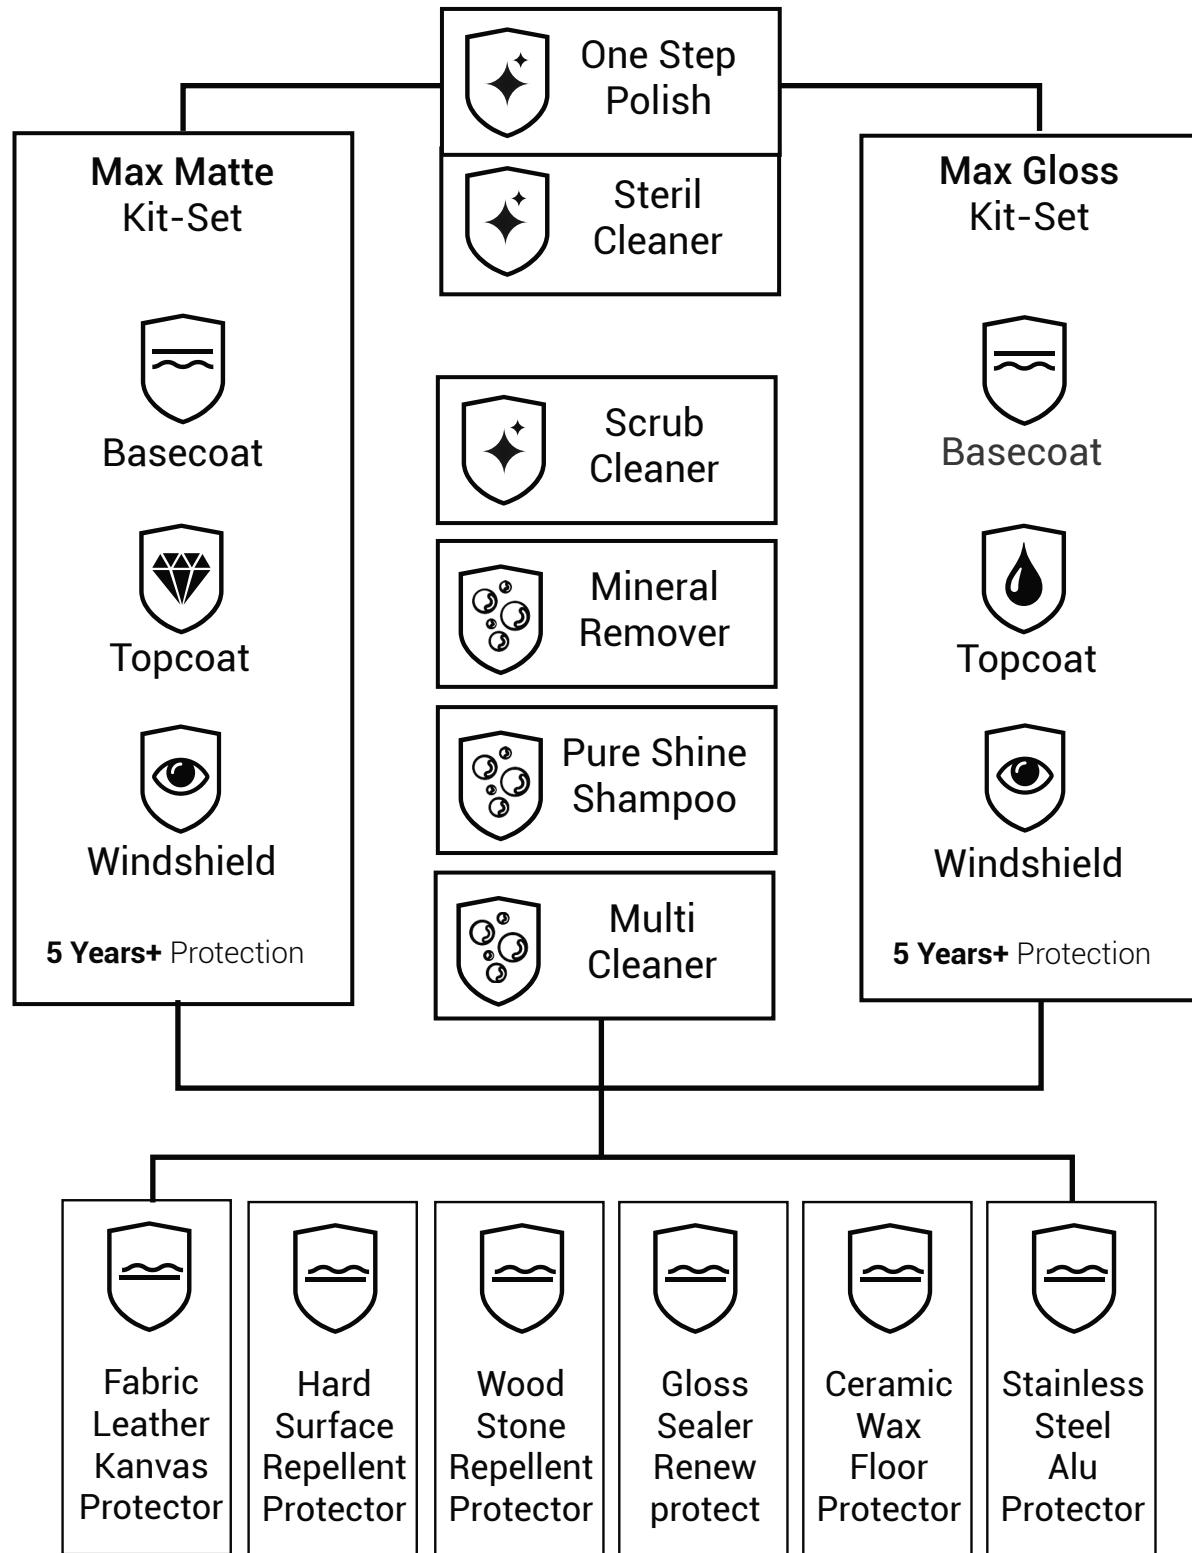 One Step
Polish
Steril
Cleaner
Max Matte
Kit-Set
Basecoat
Topcoat
Windshield
5 Years+ Protection
Scrub
Cleaner
Mineral
Remover
Pure Shine
Shampoo
Multi
Cleaner
Max Gloss
Kit-Set
Basecoat
Topcoat
Windshield
5 Years+ Protection
Fabric
Leather
Kanvas
Protector
Hard
Surface
Repellent
Protector
Wood
Stone
Repellent
Protector
Gloss
Sealer
Renew
protect
Ceramic
Wax
Floor
Protector
Stainless
Steel
Alu
Protector